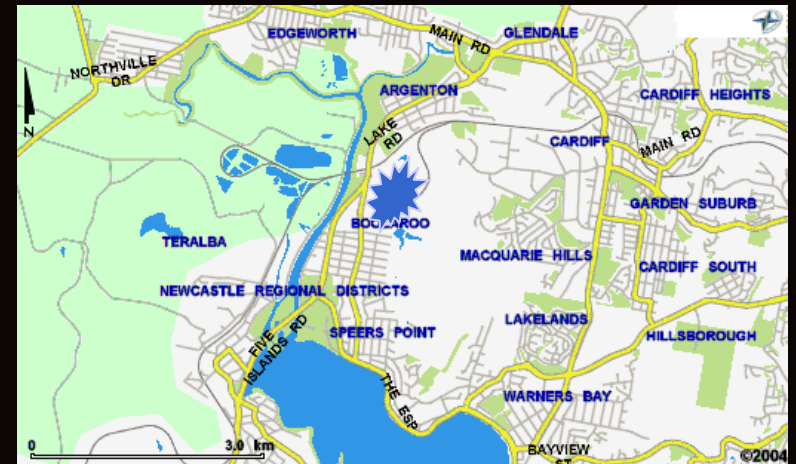 EDGEWORTH
MAIN RD
GLENDALE
NORTHVILLE
DR
ARGENTON
CARDIFF HEIGHTS
N
LAKE
RD
CARDIFF
MAIN RD
GARDEN SUBURB
TERALBA
MACQUARIE HILLS
CARDIFF SOUTH
NEWCASTLE REGIONAL DISTRICTS
LAKELANDS
SPEERS POINT
HILLSBOROUGH
FIVE
ISLANDS RD
THE ESP
WARNERS BAY
0
3.0 km
BAYVIEW
ST
©2004